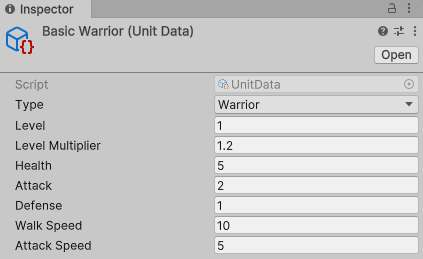 Inspector
Basic Warrior (Unit Data)
Open
Script UnitData
Type Warrior
Level 1
Level Multiplier 1.2
Health 5
Attack 2
Defense 1
Walk Speed 10
Attack Speed 5